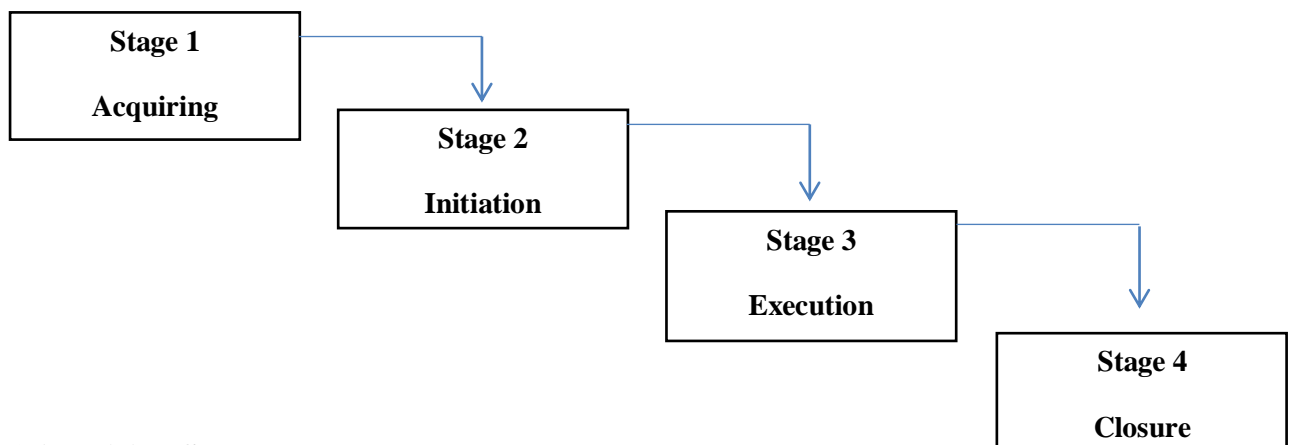 Stage 1
Acquiring
Stage 2
Initiation
Stage 3
Execution
Stage 4
Closure